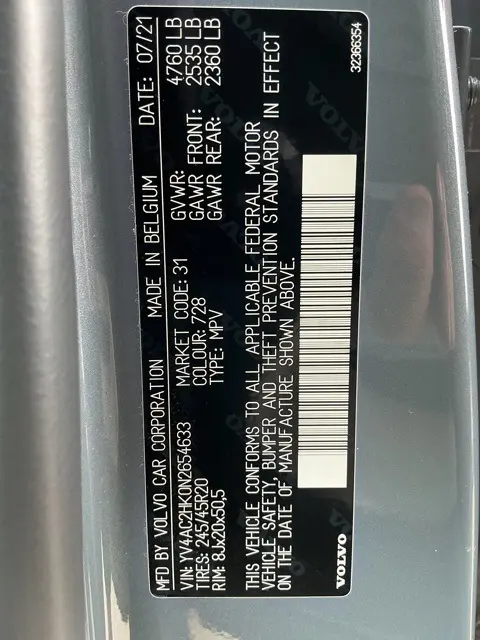 MFD BY VOLVO CAR CORPORATION MADE IN BELGIUM DATE: 07/21
VIN: YV4AC2HK0N2654633 MARKET CODE: 31 GVWR: 4760 LB
TIRES: 245/45R20 COLOUR: 728 GAWR FRONT: 2535 LB
RIM: 8Jx20x50,5 TYPE: MPV GAWR REAR: 2360 LB
THIS VEHICLE CONFORMS TO ALL APPLICABLE FEDERAL MOTOR
VEHICLE SAFETY, BUMPER AND THEFT PREVENTION STANDARDS IN EFFECT
ON THE DATE OF MANUFACTURE SHOWN ABOVE.
VOLVO 32366354